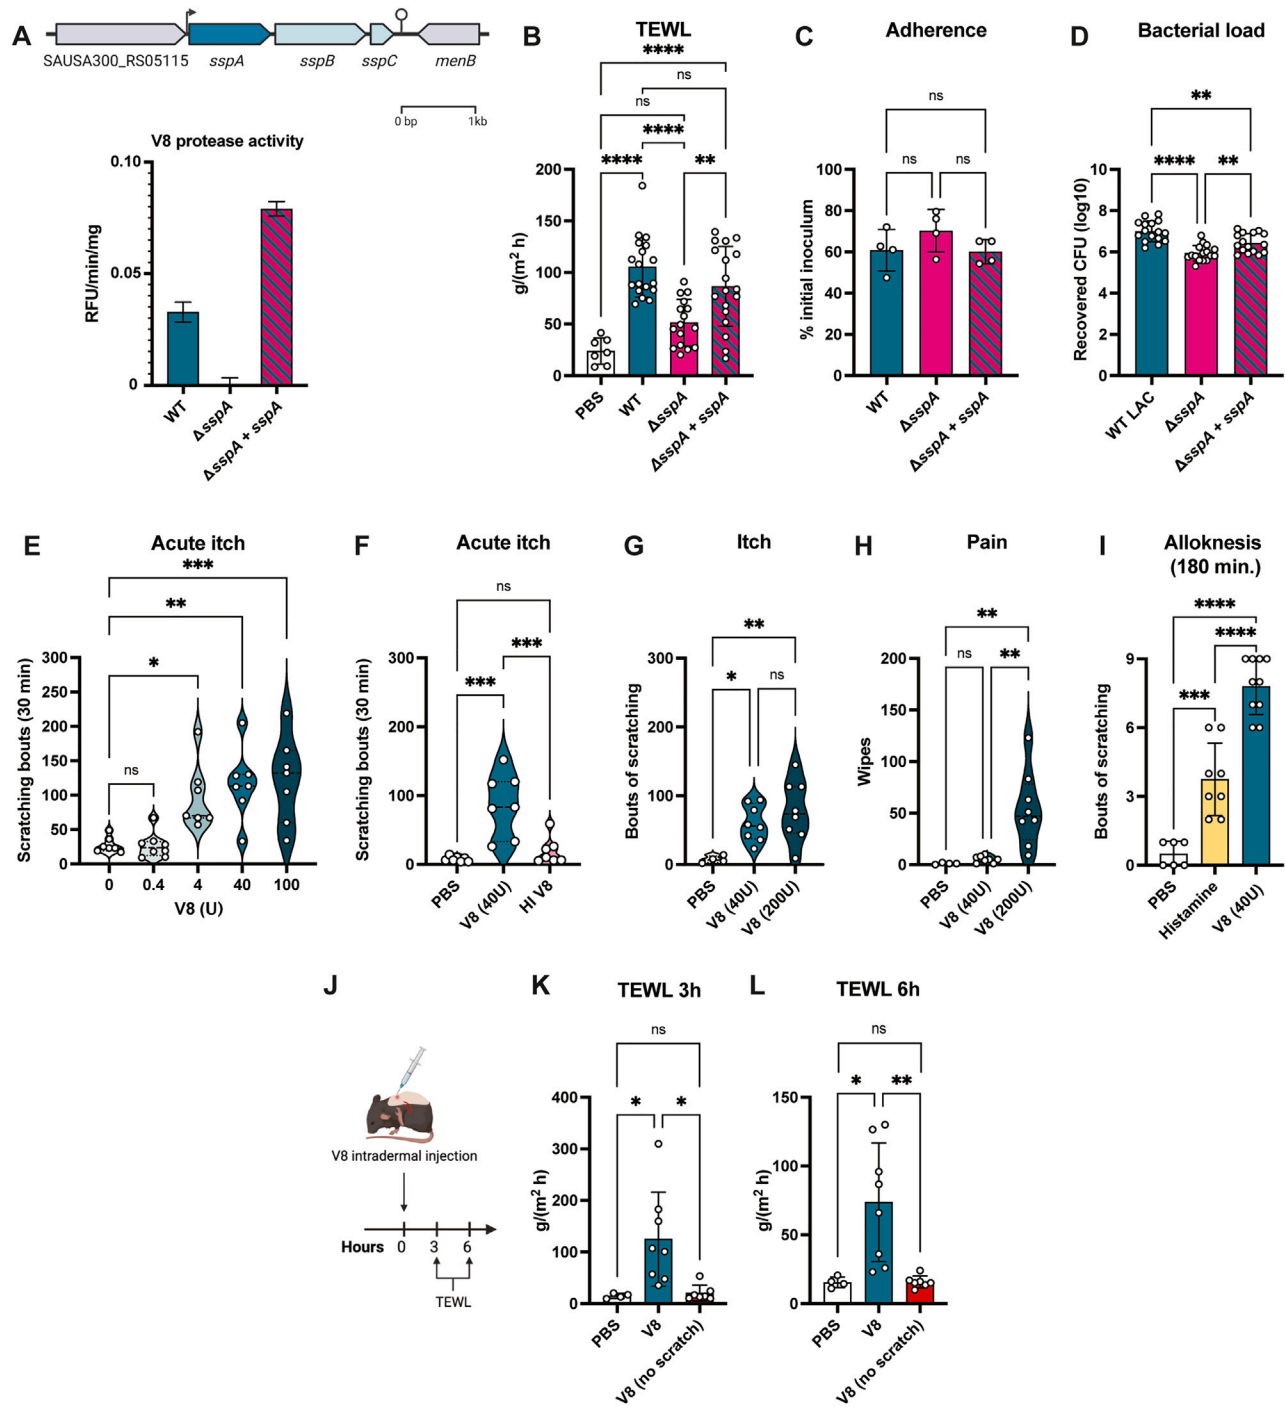 A
SAUSA300_RS05115 sspA sspB sspC menB
0 bp 1kb
V8 protease activity
0.10
0.05
0
RFU/min/mg
WT
ΔsspA
ΔsspA + sspA
B
TEWL
****
ns
ns
****
**** **
200
150
100
50
0
g/(m² h)
PBS
WT
ΔsspA
ΔsspA + sspA
C
Adherence
ns
ns ns
100
80
60
40
20
0
% initial inoculum
WT
ΔsspA
ΔsspA + sspA
D
Bacterial load
**
**** **
10
8
6
4
2
0
Recovered CFU (log10)
WT LAC
ΔsspA
ΔsspA + sspA
E
Acute itch
***
**
*
ns
300
250
200
150
100
50
0
Scratching bouts (30 min)
0 0.4 4 40 100
V8 (U)
F
Acute itch
ns
***
***
300
200
100
0
Scratching bouts (30 min)
PBS
V8 (40U)
HI V8
G
Itch
**
* ns
300
250
200
150
100
50
0
Bouts of scratching
PBS
V8 (40U)
V8 (200U)
H
Pain
**
ns **
200
150
100
50
0
Wipes
PBS
V8 (40U)
V8 (200U)
I
Alloknesis
(180 min.)
****
****
***
9
6
3
0
Bouts of scratching
PBS
Histamine
V8 (40U)
J
V8 intradermal injection
Hours 0 3 6
TEWL
K
TEWL 3h
ns
* *
400
300
200
100
0
g/(m² h)
PBS
V8
V8 (no scratch)
L
TEWL 6h
ns
* **
150
100
50
0
g/(m² h)
PBS
V8
V8 (no scratch)